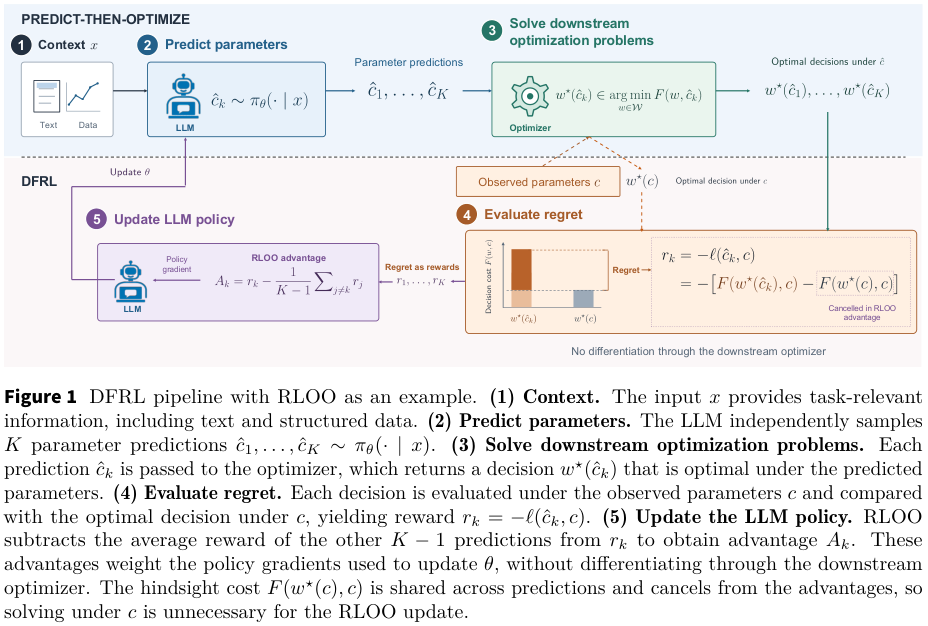 PREDICT-THEN-OPTIMIZE
1 Context x
2 Predict parameters
3 Solve downstream
optimization problems
Text Data
LLM
ĉ_k ∼ π_θ(· | x)
Parameter predictions
ĉ_1, . . . , ĉ_K
Optimizer
w*(ĉ_k) ∈ arg min F(w, ĉ_k)
w∈𝒲
Optimal decisions under ĉ
w*(ĉ_1), . . . , w*(ĉ_K)
DFRL
Update θ
Observed parameters c
w*(c)
Optimal decision under c
4 Evaluate regret
Decision cost F(w, c)
w*(ĉ_k)
w*(c)
Regret
r_k = −ℓ(ĉ_k, c)
= −[F(w*(ĉ_k), c) − F(w*(c), c)]
Cancelled in RLOO
advantage
No differentiation through the downstream optimizer
Regret as rewards
r_1, . . . , r_K
5 Update LLM policy
LLM
Policy
gradient
RLOO advantage
A_k = r_k − 1/(K − 1) ∑_{j≠k} r_j
Figure 1 DFRL pipeline with RLOO as an example. (1) Context. The input x provides task-relevant
information, including text and structured data. (2) Predict parameters. The LLM independently samples
K parameter predictions ĉ_1, . . . , ĉ_K ∼ π_θ(· | x). (3) Solve downstream optimization problems. Each
prediction ĉ_k is passed to the optimizer, which returns a decision w*(ĉ_k) that is optimal under the predicted
parameters. (4) Evaluate regret. Each decision is evaluated under the observed parameters c and compared
with the optimal decision under c, yielding reward r_k = −ℓ(ĉ_k, c). (5) Update the LLM policy. RLOO
subtracts the average reward of the other K − 1 predictions from r_k to obtain advantage A_k. These
advantages weight the policy gradients used to update θ, without differentiating through the downstream
optimizer. The hindsight cost F(w*(c), c) is shared across predictions and cancels from the advantages, so
solving under c is unnecessary for the RLOO update.